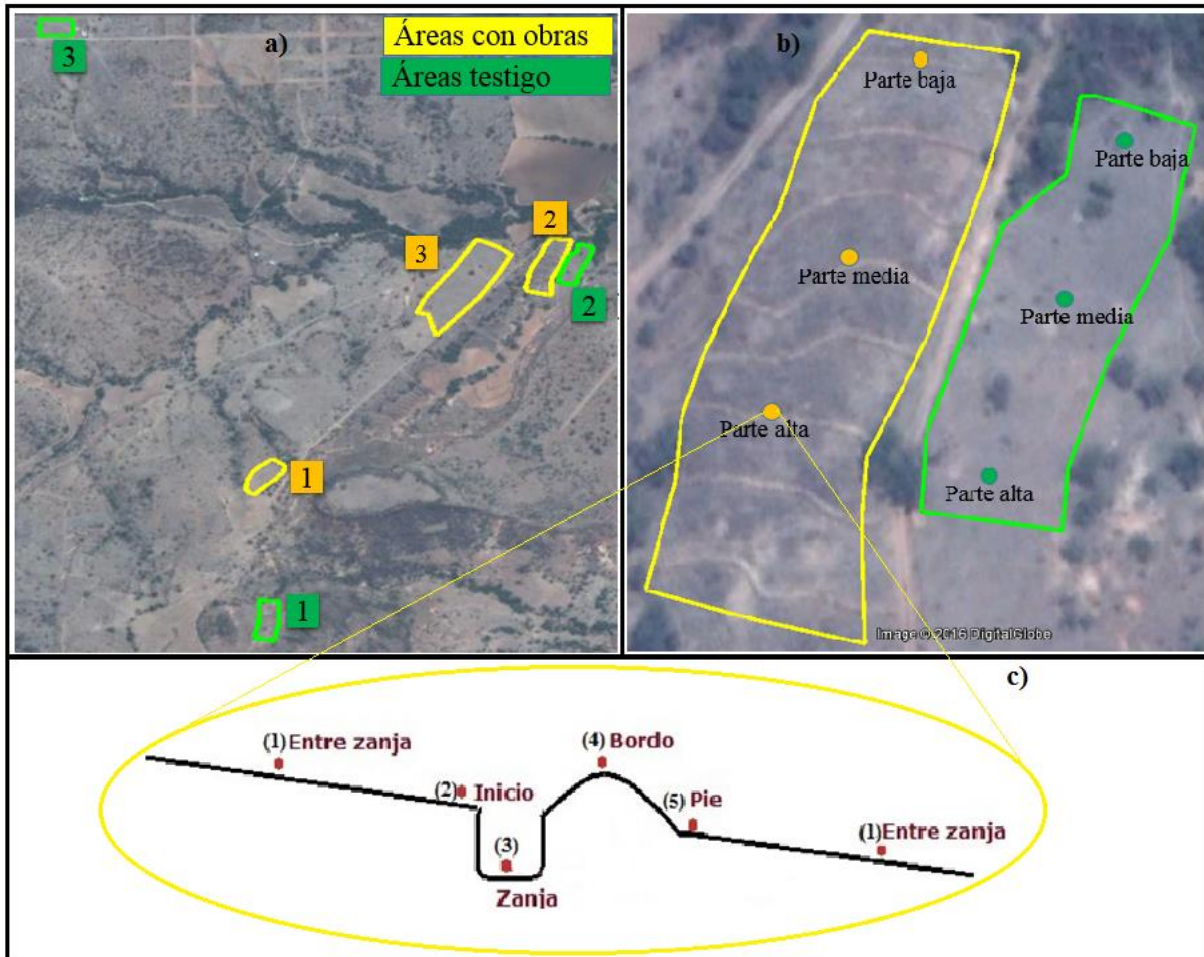 a)
Áreas con obras
Áreas testigo
3
2
3
2
1
1
b)
Parte baja
Parte media
Parte alta
Parte baja
Parte media
Parte alta
Image © 2016 DigitalGlobe
c)
(1) Entre zanja
(2) Inicio
(3)
Zanja
(4) Bordo
(5) Pie
(1) Entre zanja